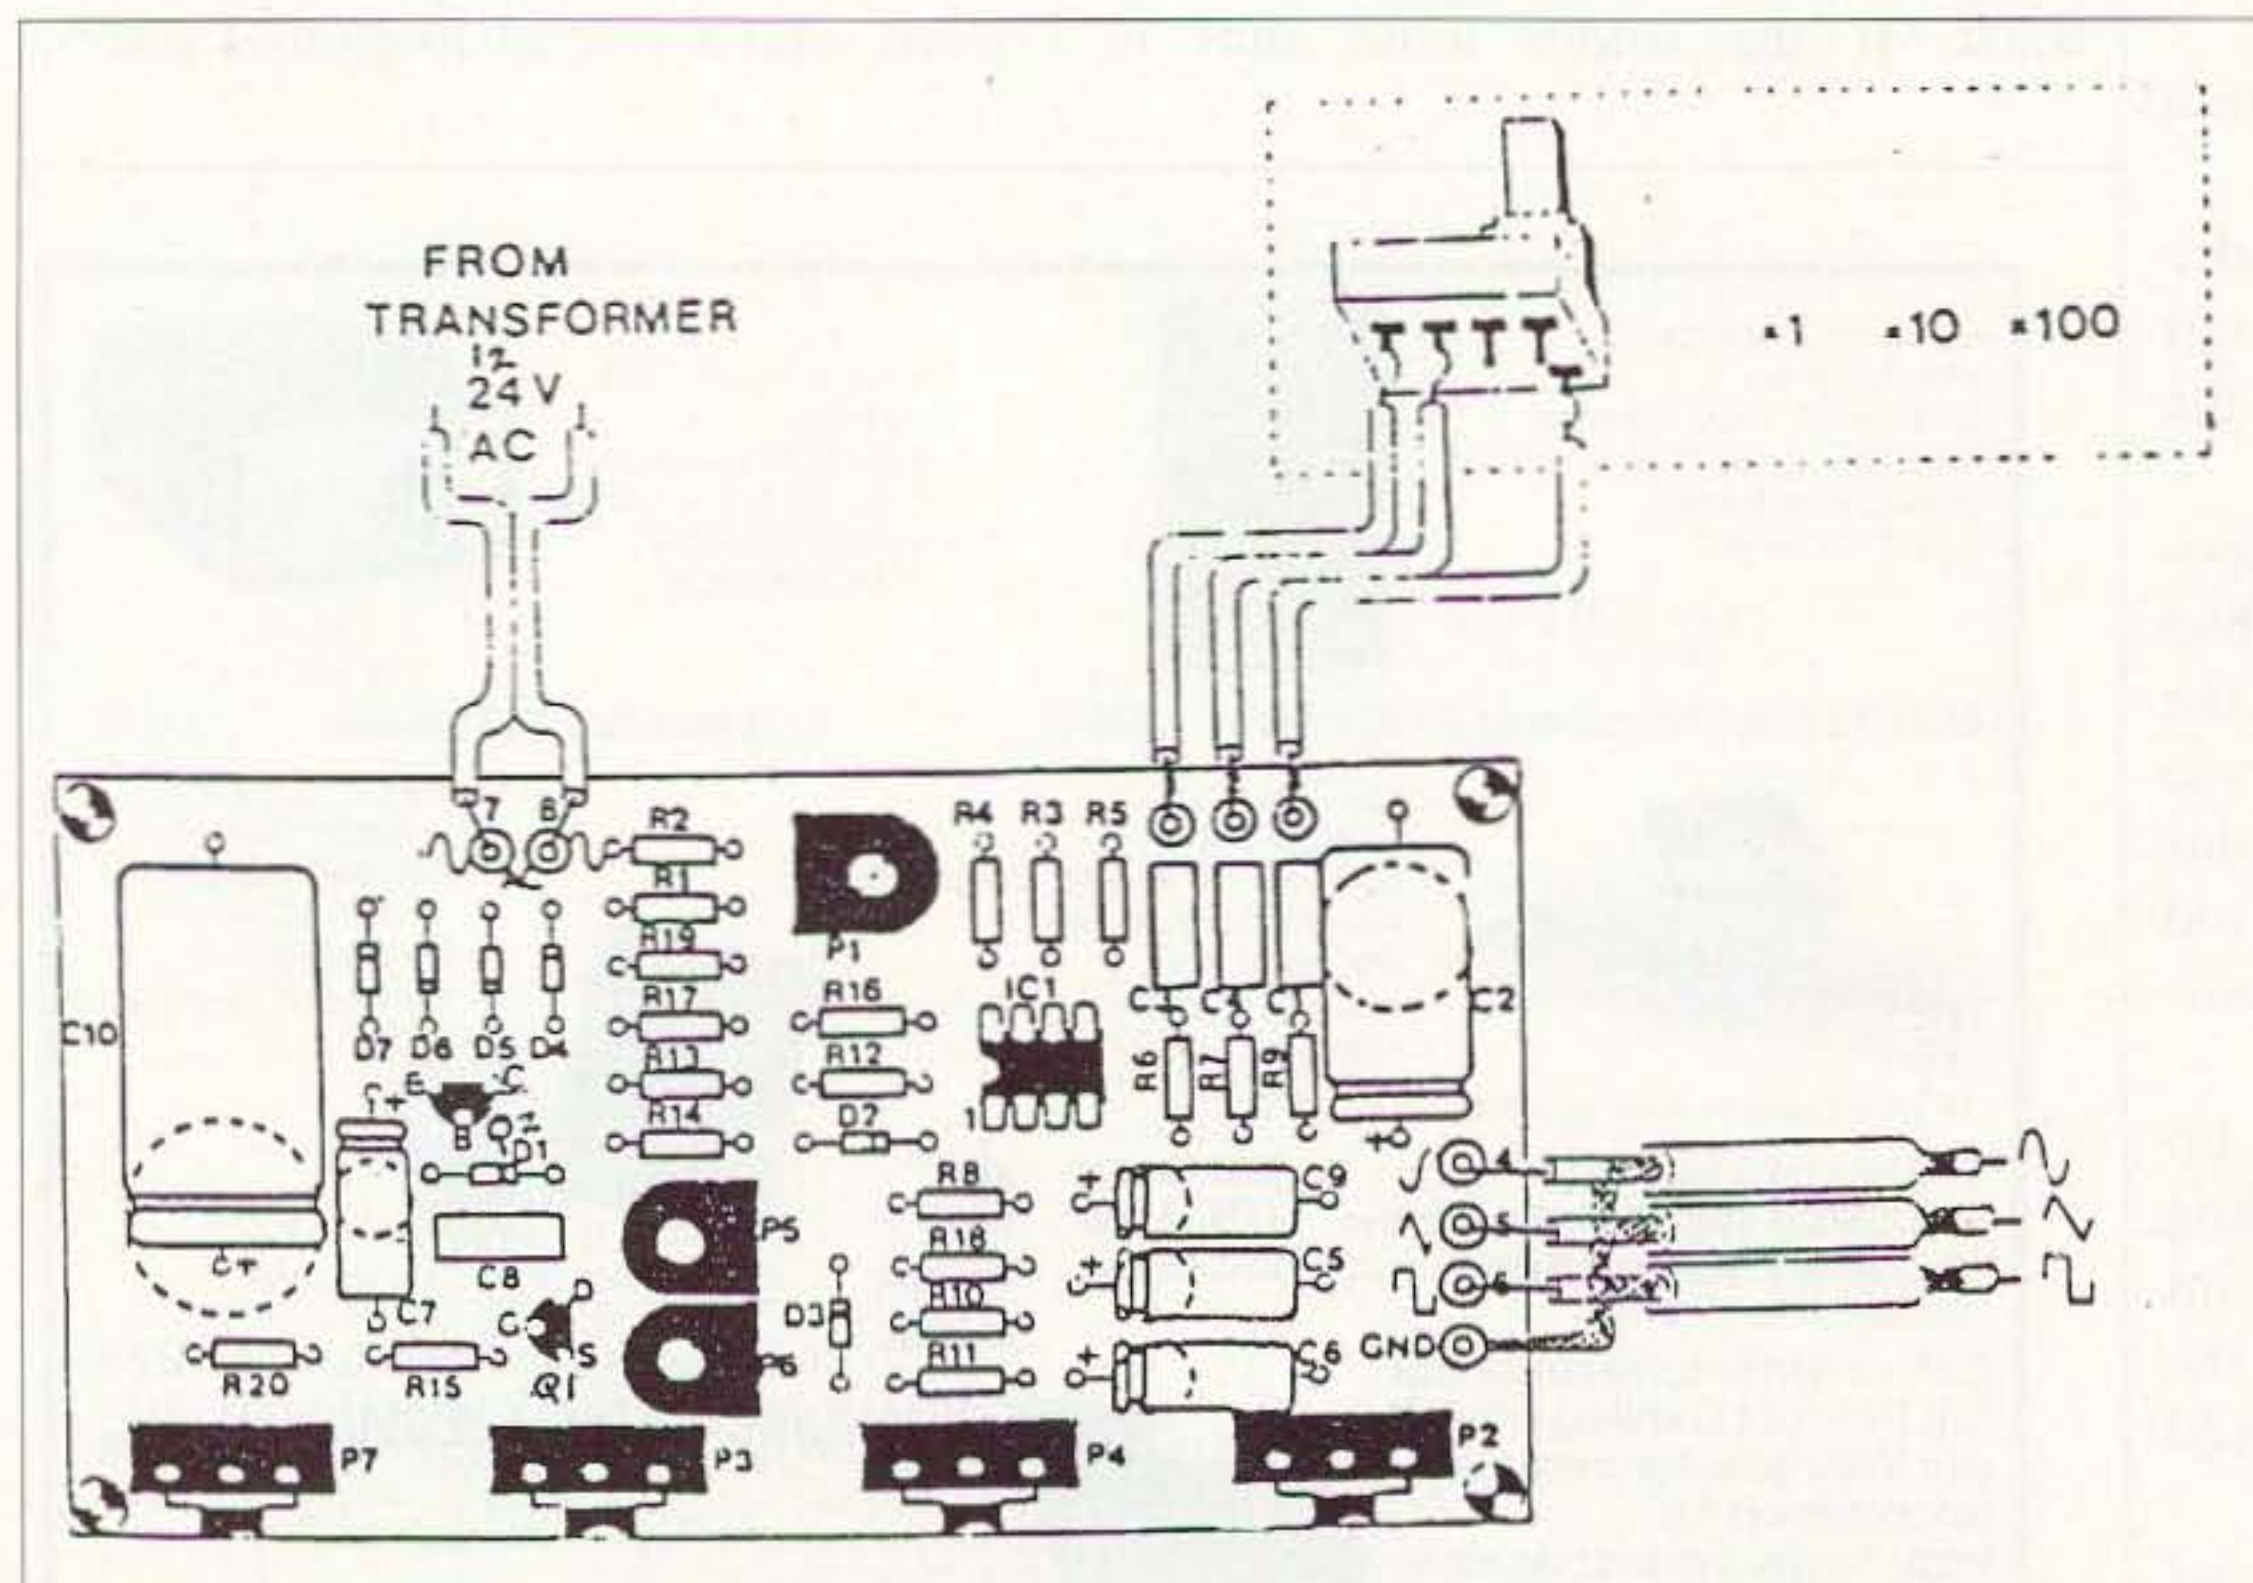 FROM
TRANSFORMER
12
24 V
AC
×1 ×10 ×100
7 8
R2
R1
R19
R17
R13
R14
P1
R4 R3 R5
C10
D7 D6 D5 D4
R16
R12
D2
IC1
1
C2
R6 R7 R9
E C
B
C+
D1
C8
C7
P5
P6
D3
R8
R18
R10
R11
+ C9
+ C5
+ C6
4
5
6
GND
R20
R15
G D S
Q1
P7 P3 P4 P2